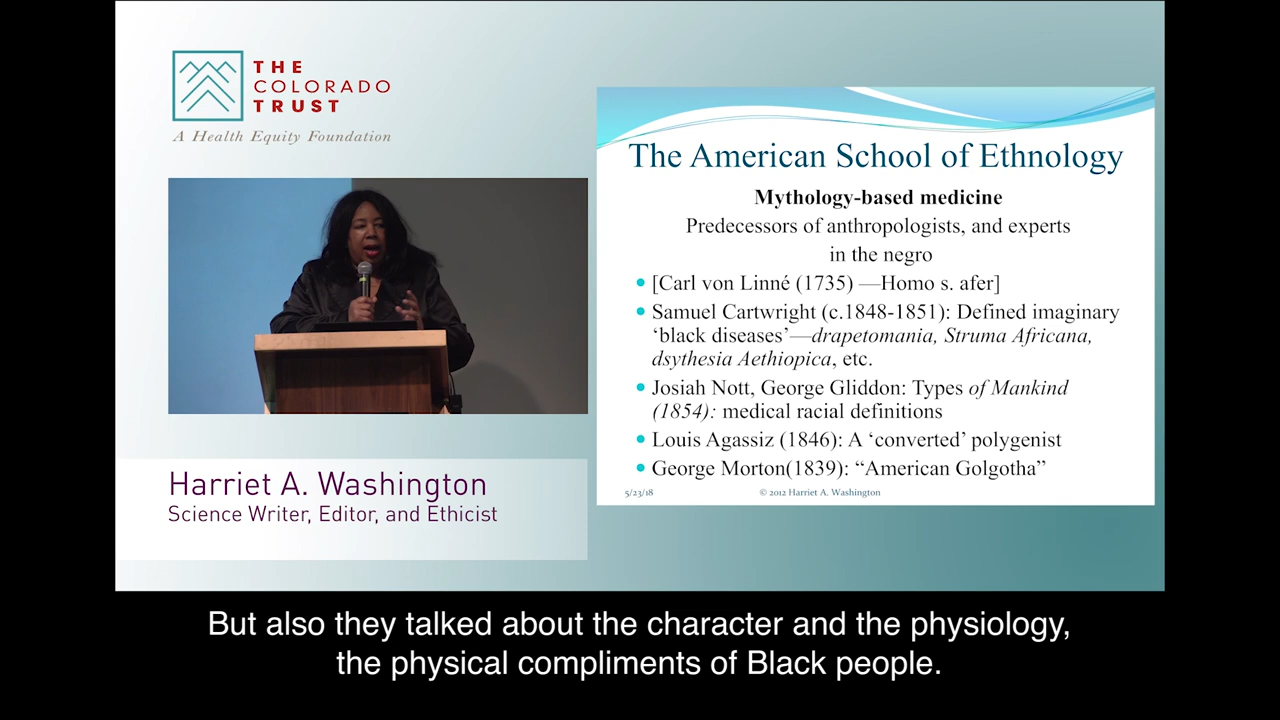 THE
COLORADO
TRUST
A Health Equity Foundation
The American School of Ethnology
Mythology-based medicine
Predecessors of anthropologists, and experts
in the negro
[Carl von Linné (1735) —Homo s. afer]
Samuel Cartwright (c.1848-1851): Defined imaginary
‘black diseases’—drapetomania, Struma Africana,
dsythesia Aethiopica, etc.
Josiah Nott, George Gliddon: Types of Mankind
(1854): medical racial definitions
Louis Agassiz (1846): A ‘converted’ polygenist
George Morton(1839): “American Golgotha”
5/23/18
© 2012 Harriet A. Washington
Harriet A. Washington
Science Writer, Editor, and Ethicist
But also they talked about the character and the physiology,
the physical compliments of Black people.